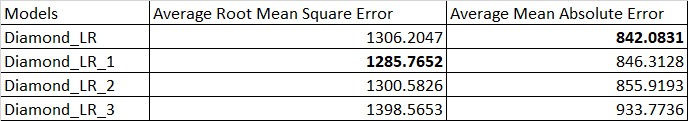 Models Average Root Mean Square Error Average Mean Absolute Error
Diamond_LR 1306.2047 842.0831
Diamond_LR_1 1285.7652 846.3128
Diamond_LR_2 1300.5826 855.9193
Diamond_LR_3 1398.5653 933.7736